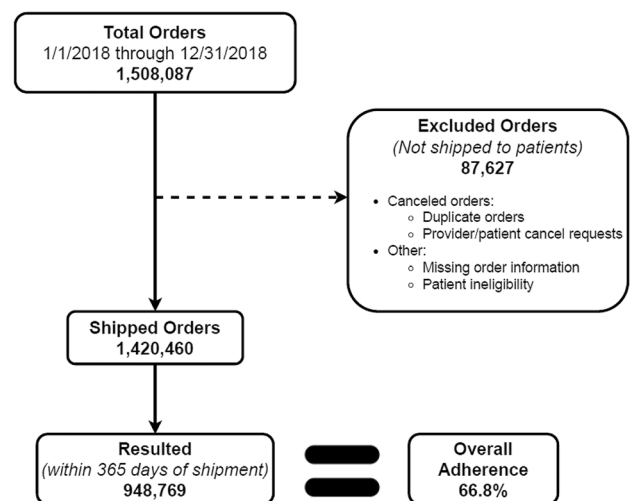 Total Orders
1/1/2018 through 12/31/2018
1,508,087
Excluded Orders
(Not shipped to patients)
87,627
• Canceled orders:
○ Duplicate orders
○ Provider/patient cancel requests
• Other:
○ Missing order information
○ Patient ineligibility
Shipped Orders
1,420,460
Resulted
(within 365 days of shipment)
948,769
Overall
Adherence
66.8%